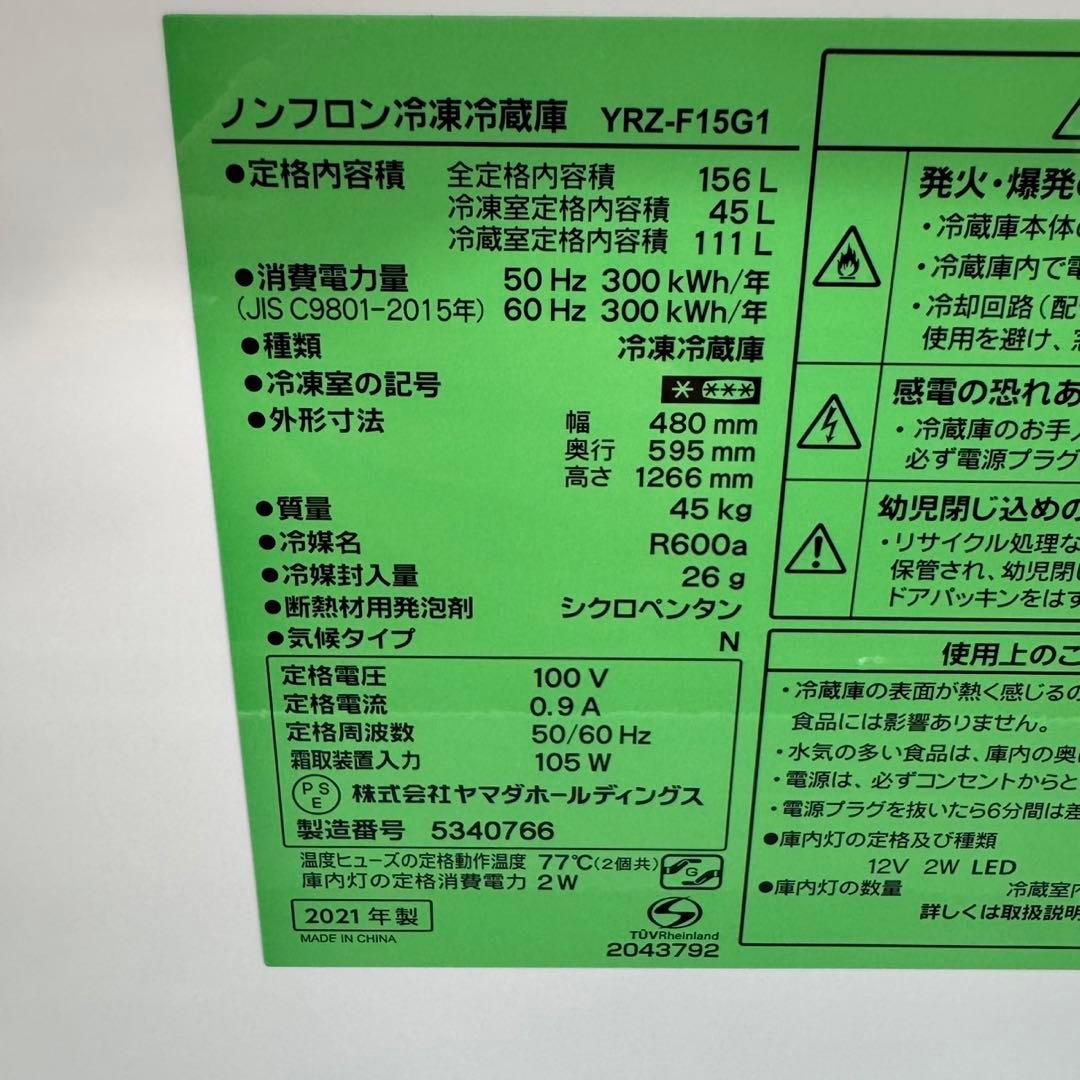 ノンフロン冷凍冷蔵庫 YRZ-F15G1
●定格内容積 全定格内容積 156 L
冷凍室定格内容積 45 L
冷蔵室定格内容積 111 L
●消費電力量 50 Hz 300 kWh/年
(JIS C9801-2015年) 60 Hz 300 kWh/年
●種類 冷凍冷蔵庫
●冷凍室の記号 * ***
●外形寸法 幅 480 mm
奥行 595 mm
高さ 1266 mm
●質量 45 kg
●冷媒名 R600a
●冷媒封入量 26 g
●断熱材用発泡剤 シクロペンタン
●気候タイプ N
定格電圧 100 V
定格電流 0.9 A
定格周波数 50/60 Hz
霜取装置入力 105 W
PSE 株式会社ヤマダホールディングス
製造番号 5340766
温度ヒューズの定格動作温度 77℃(2個共)
庫内灯の定格消費電力 2 W
G
2021 年製
MADE IN CHINA
TÜVRheinland
2043792
発火・爆発の
・冷蔵庫本体の
・冷蔵庫内で電
・冷却回路(配
使用を避け、窓
感電の恐れあ
・冷蔵庫のお手入
必ず電源プラグ
幼児閉じ込めの
・リサイクル処理な
保管され、幼児閉じ
ドアパッキンをはず
使用上のご
・冷蔵庫の表面が熱く感じるの
食品には影響ありません。
・水気の多い食品は、庫内の奥
・電源は、必ずコンセントからと
・電源プラグを抜いたら6分間は差
●庫内灯の定格及び種類
12V 2W LED
●庫内灯の数量 冷蔵室内
詳しくは取扱説明